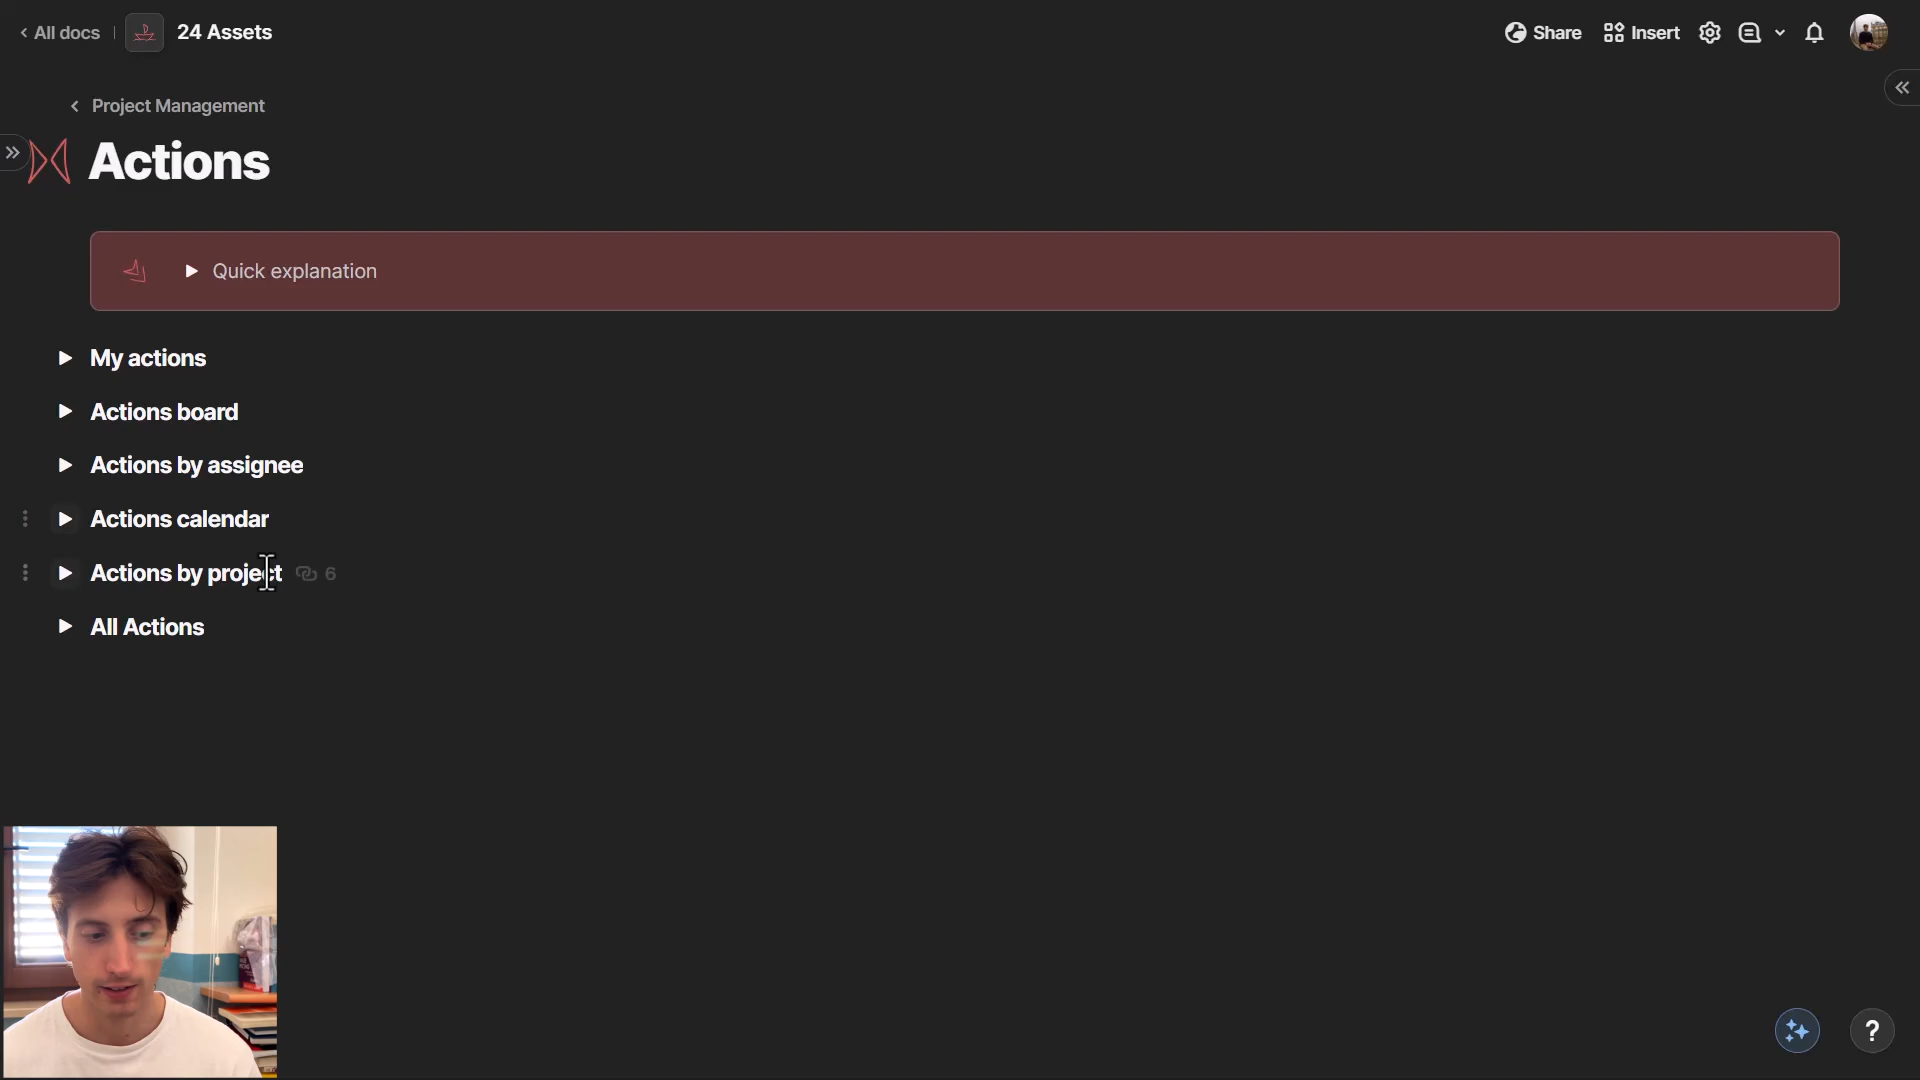 All docs
24 Assets
Share
Insert
Project Management
Actions
Quick explanation
My actions
Actions board
Actions by assignee
Actions calendar
Actions by project 6
All Actions
?